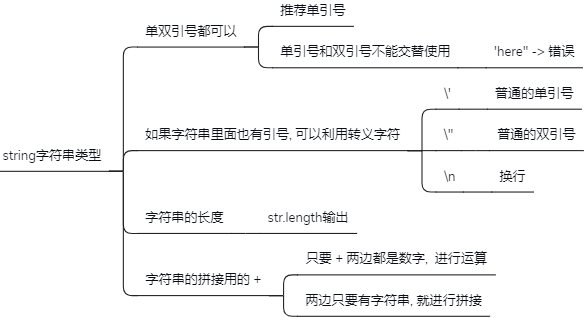 推荐单引号
单双引号都可以
单引号和双引号不能交替使用 'here" -> 错误
\' 普通的单引号
如果字符串里面也有引号, 可以利用转义字符 \" 普通的双引号
string字符串类型
\n 换行
字符串的长度 str.length输出
只要 + 两边都是数字, 进行运算
字符串的拼接用的 +
两边只要有字符串, 就进行拼接